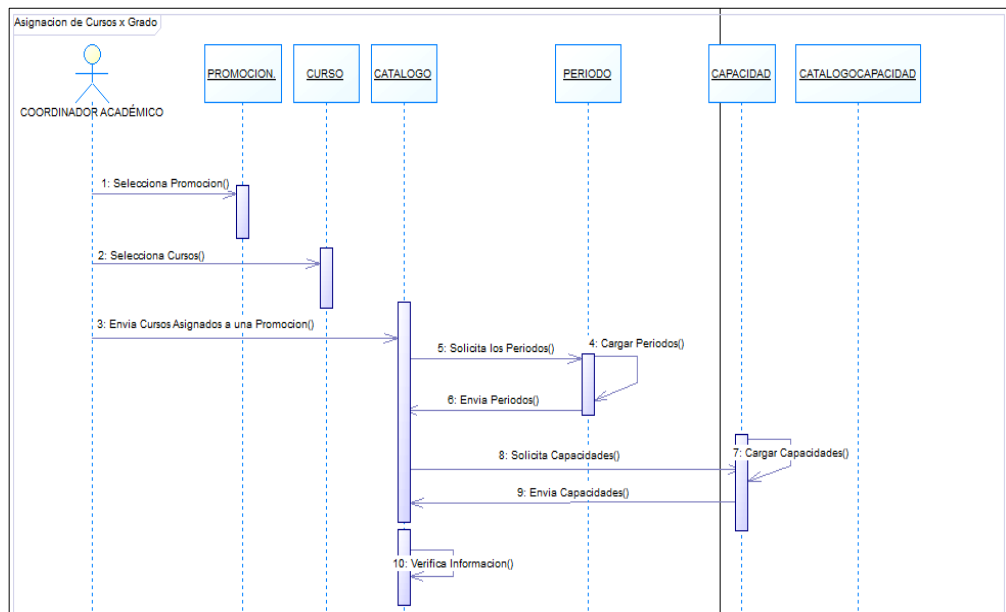 Asignacion de Cursos x Grado
COORDINADOR ACADÉMICO
PROMOCION.
CURSO
CATALOGO
PERIODO
CAPACIDAD
CATALOGOCAPACIDAD
1: Selecciona Promocion()
2: Selecciona Cursos()
3: Envia Cursos Asignados a una Promocion()
5: Solicita los Periodos()
4: Cargar Periodos()
6: Envia Periodos()
8: Solicita Capacidades()
7: Cargar Capacidades()
9: Envia Capacidades()
10: Verifica Informacion()